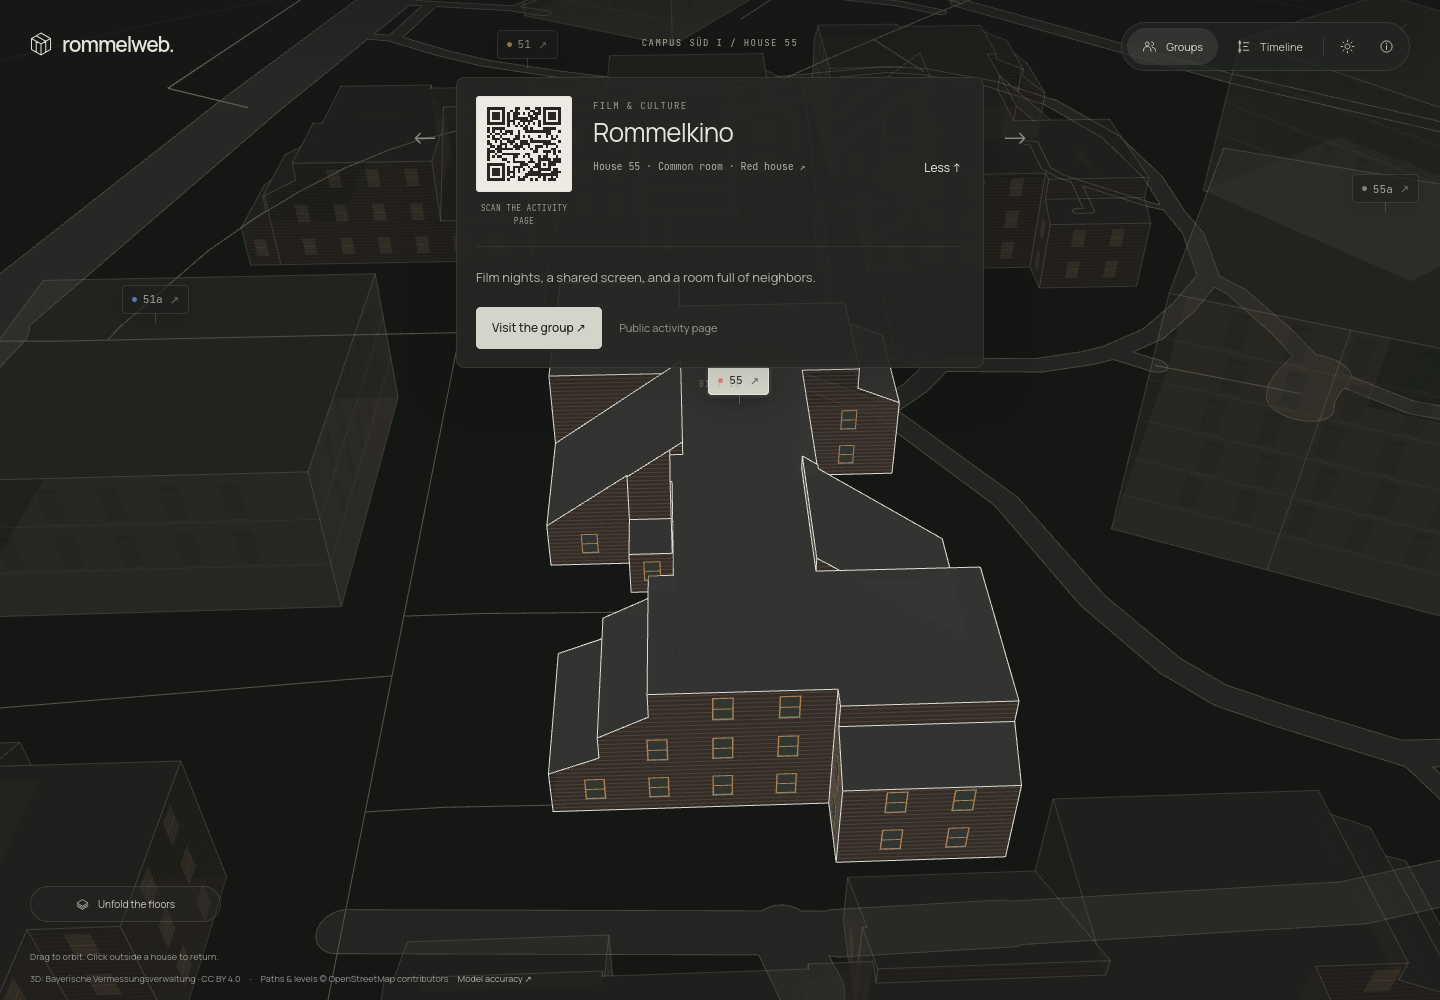 rommelweb.
51 ↗
CAMPUS SÜD I / HOUSE 55
Groups
Timeline
FILM & CULTURE
Rommelkino
House 55 · Common room · Red house ↗
Less ↑
SCAN THE ACTIVITY
PAGE
55a ↗
Film nights, a shared screen, and a room full of neighbors.
51a ↗
Visit the group ↗
Public activity page
55 ↗
Unfold the floors
Drag to orbit. Click outside a house to return.
3D: Bayerische Vermessungsverwaltung · CC BY 4.0 · Paths & levels © OpenStreetMap contributors Model accuracy ↗